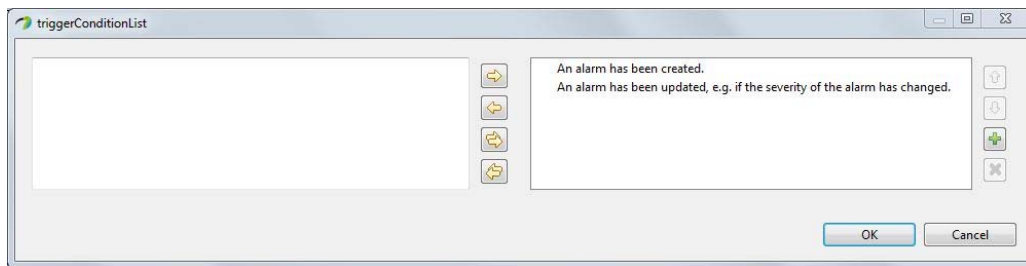 triggerConditionList
An alarm has been created.
An alarm has been updated, e.g. if the severity of the alarm has changed.
OK
Cancel